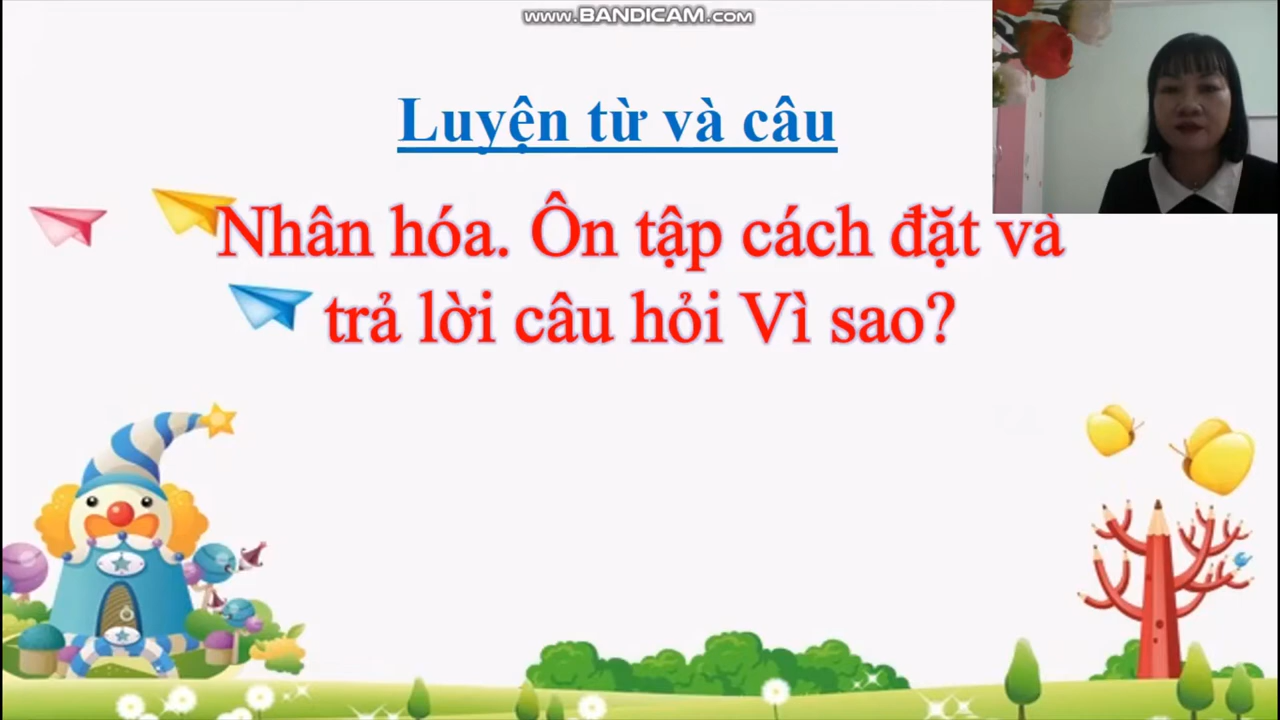 www.BANDICAM.com
Luyện từ và câu
Nhân hóa. Ôn tập cách đặt và
trả lời câu hỏi Vì sao?